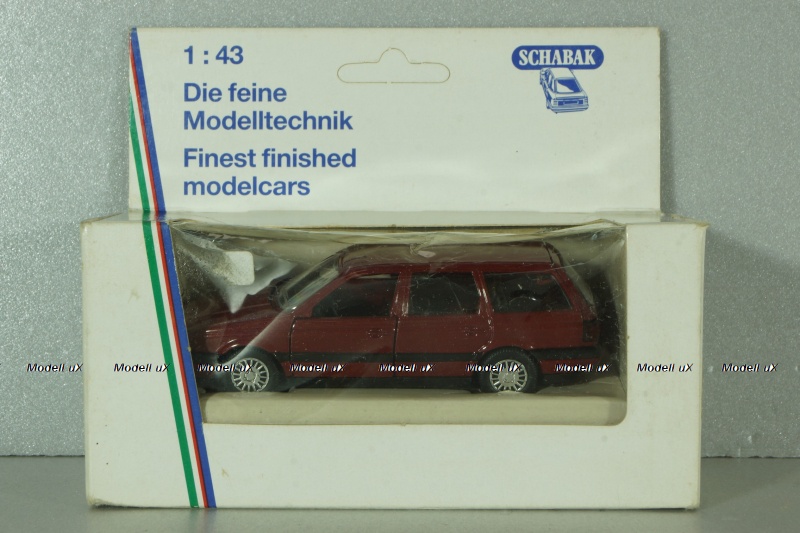 1 : 43
SCHABAK
Die feine
Modelltechnik
Finest finished
modelcars
Modell uX Modell uX Modell uX Modell uX Modell uX Modell uX Modell uX Modell uX Modell uX